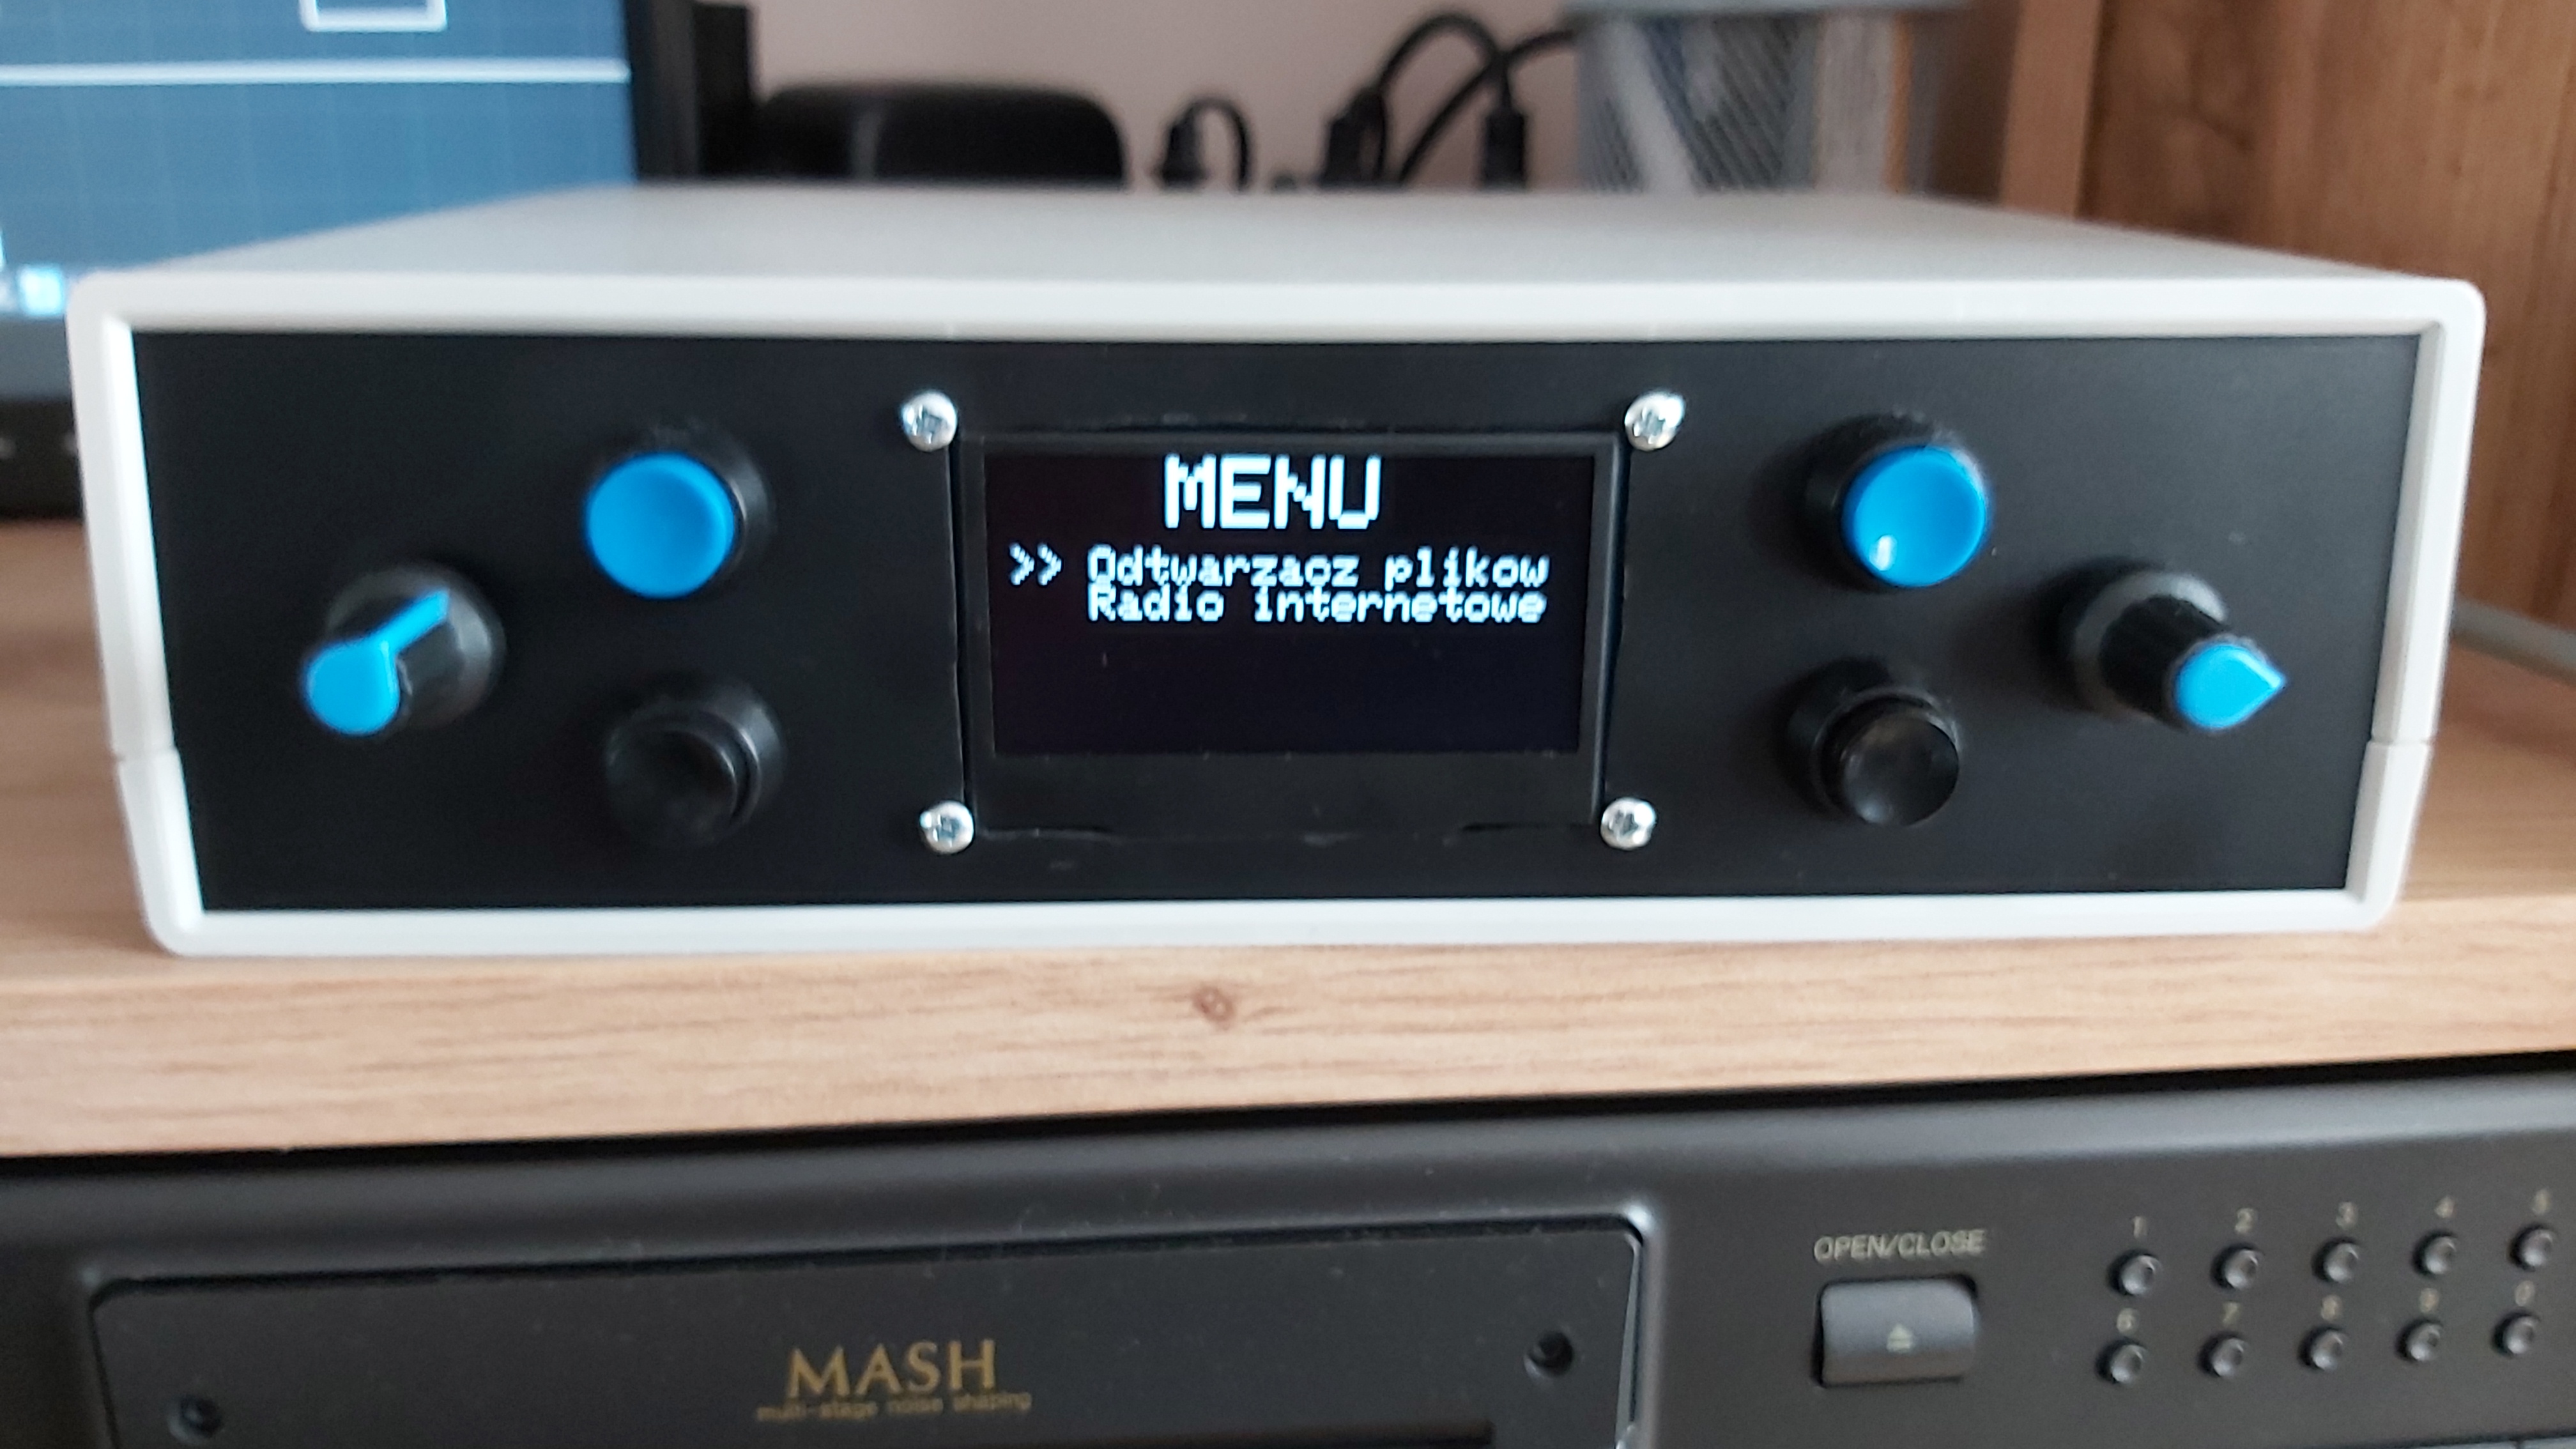 MENU
>> Odtwarzacz plikow
Radio internetowe
OPEN/CLOSE
1 2 3 4 5
6 7 8 9 0
MASH
multi-stage noise shaping